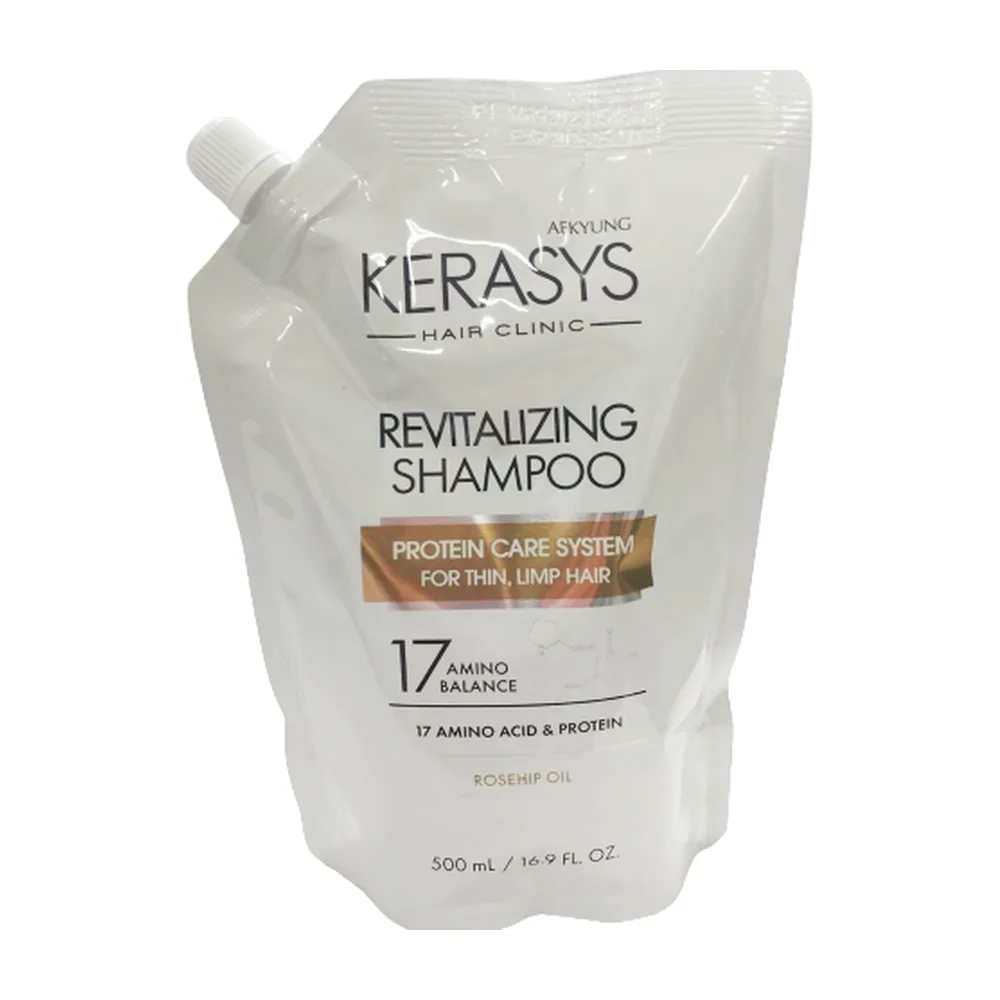 AEKYUNG
KERASYS
HAIR CLINIC
REVITALIZING
SHAMPOO
PROTEIN CARE SYSTEM
FOR THIN, LIMP HAIR
17 AMINO
BALANCE
17 AMINO ACID & PROTEIN
ROSEHIP OIL
500 mL / 16.9 FL. OZ.